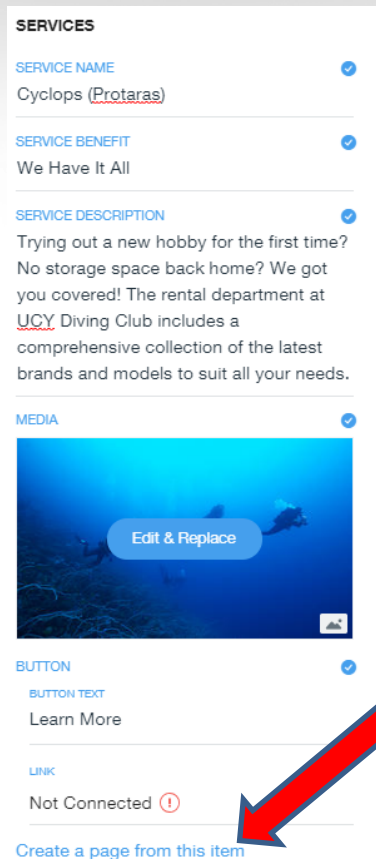 SERVICES
SERVICE NAME
Cyclops (Protaras)
SERVICE BENEFIT
We Have It All
SERVICE DESCRIPTION
Trying out a new hobby for the first time?
No storage space back home? We got
you covered! The rental department at
UCY Diving Club includes a
comprehensive collection of the latest
brands and models to suit all your needs.
MEDIA
Edit & Replace
BUTTON
BUTTON TEXT
Learn More
LINK
Not Connected
Create a page from this item